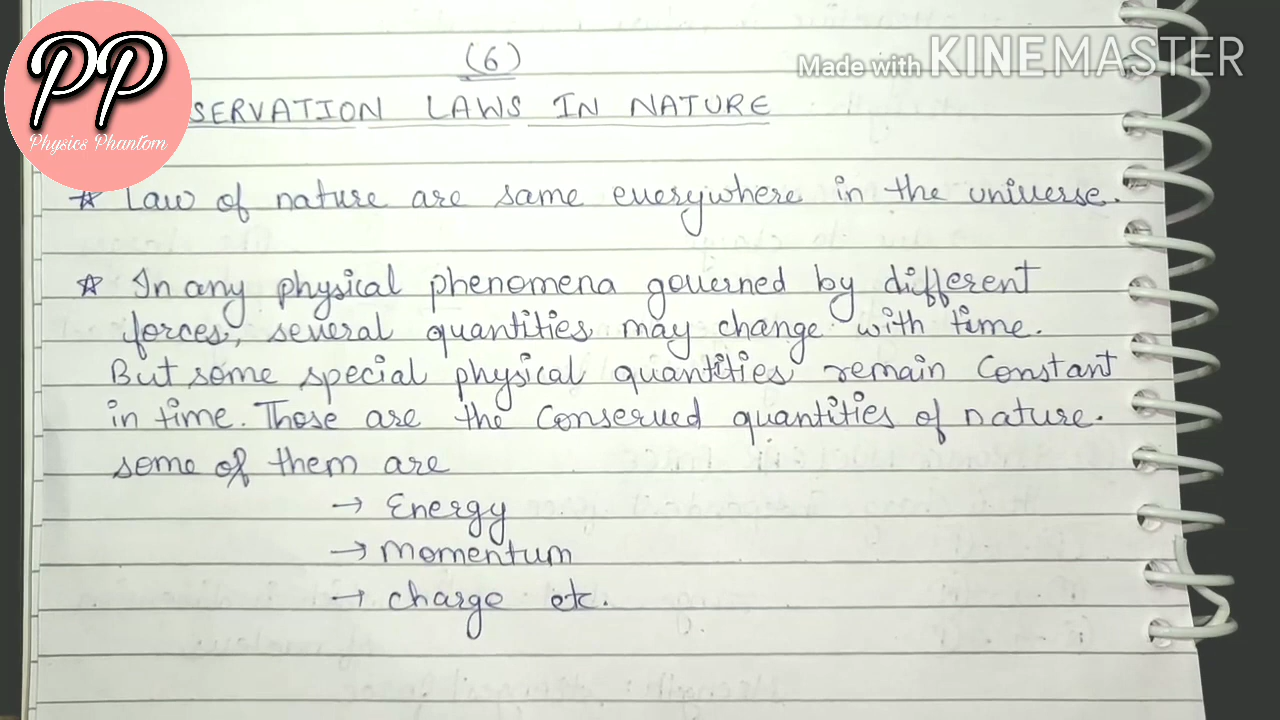 PP
Physics Phantom
Made with KINEMASTER
(6)
SERVATION LAWS IN NATURE
☆ Law of nature are same everywhere in the universe.
☆ In any physical phenomena governed by different
forces, several quantities may change with time.
But some special physical quantities remain constant
in time. Those are the conserved quantities of nature.
some of them are
→ Energy
→ Momentum
→ charge etc.